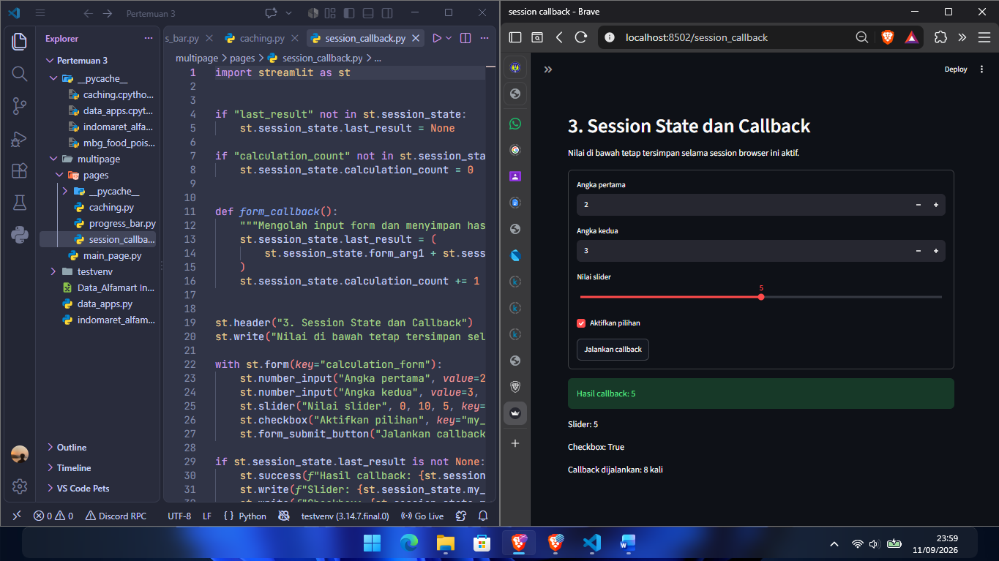 Pertemuan 3
Explorer
Pertemuan 3
__pycache__
caching.cpytho...
data_apps.cpyt...
indomaret_alfa...
mbg_food_pois...
multipage
pages
__pycache__
caching.py
progress_bar.py
session_callba...
main_page.py
testvenv
Data_Alfamart In...
data_apps.py
indomaret_alfam...
Outline
Timeline
VS Code Pets
s_bar.py
caching.py
session_callback.py
multipage > pages > session_callback.py > ...
1 import streamlit as st
2
3
4 if "last_result" not in st.session_state:
5 st.session_state.last_result = None
6
7 if "calculation_count" not in st.session_sta
8 st.session_state.calculation_count = 0
9
10
11 def form_callback():
12 """Mengolah input form dan menyimpan has
13 st.session_state.last_result = (
14 st.session_state.form_arg1 + st.sess
15 )
16 st.session_state.calculation_count += 1
17
18
19 st.header("3. Session State dan Callback")
20 st.write("Nilai di bawah tetap tersimpan sel
21
22 with st.form(key="calculation_form"):
23 st.number_input("Angka pertama", value=2
24 st.number_input("Angka kedua", value=3,
25 st.slider("Nilai slider", 0, 10, 5, key=
26 st.checkbox("Aktifkan pilihan", key="my_
27 st.form_submit_button("Jalankan callback
28
29 if st.session_state.last_result is not None:
30 st.success(f"Hasil callback: {st.session
31 st.write(f"Slider: {st.session_state.my_
0 0
Discord RPC
UTF-8
LF
{ } Python
testvenv (3.14.7.final.0)
Go Live
session callback - Brave
localhost:8502/session_callback
Deploy
3. Session State dan Callback
Nilai di bawah tetap tersimpan selama session browser ini aktif.
Angka pertama
2
Angka kedua
3
Nilai slider
5
Aktifkan pilihan
Jalankan callback
Hasil callback: 5
Slider: 5
Checkbox: True
Callback dijalankan: 8 kali
23:59
11/09/2026